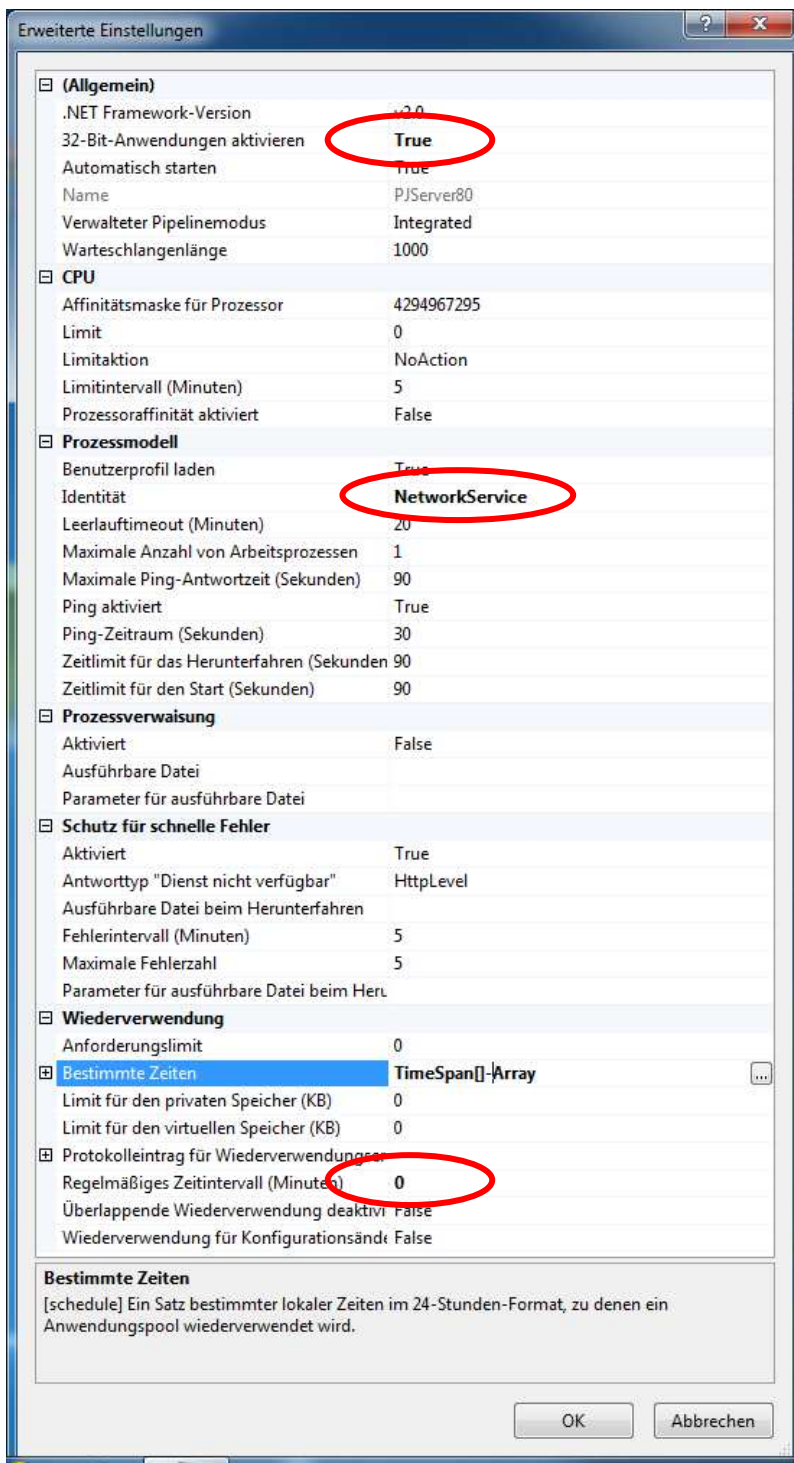 Erweiterte Einstellungen
(Allgemein)
.NET Framework-Version v2.0
32-Bit-Anwendungen aktivieren True
Automatisch starten True
Name PJServer80
Verwalteter Pipelinemodus Integrated
Warteschlangenlänge 1000
CPU
Affinitätsmaske für Prozessor 4294967295
Limit 0
Limitaktion NoAction
Limitintervall (Minuten) 5
Prozessoraffinität aktiviert False
Prozessmodell
Benutzerprofil laden True
Identität NetworkService
Leerlauftimeout (Minuten) 20
Maximale Anzahl von Arbeitsprozessen 1
Maximale Ping-Antwortzeit (Sekunden) 90
Ping aktiviert True
Ping-Zeitraum (Sekunden) 30
Zeitlimit für das Herunterfahren (Sekunden 90
Zeitlimit für den Start (Sekunden) 90
Prozessverwaisung
Aktiviert False
Ausführbare Datei
Parameter für ausführbare Datei
Schutz für schnelle Fehler
Aktiviert True
Antworttyp "Dienst nicht verfügbar" HttpLevel
Ausführbare Datei beim Herunterfahren
Fehlerintervall (Minuten) 5
Maximale Fehlerzahl 5
Parameter für ausführbare Datei beim Heru
Wiederverwendung
Anforderungslimit 0
Bestimmte Zeiten TimeSpan[]-Array ...
Limit für den privaten Speicher (KB) 0
Limit für den virtuellen Speicher (KB) 0
Protokolleintrag für Wiederverwendungser
Regelmäßiges Zeitintervall (Minuten) 0
Überlappende Wiederverwendung deaktivi False
Wiederverwendung für Konfigurationsände False
Bestimmte Zeiten
[schedule] Ein Satz bestimmter lokaler Zeiten im 24-Stunden-Format, zu denen ein
Anwendungspool wiederverwendet wird.
OK Abbrechen